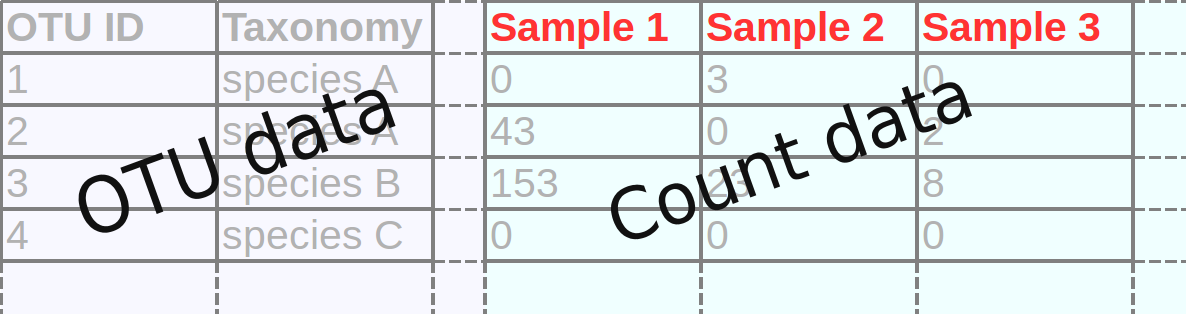 OTU ID Taxonomy Sample 1 Sample 2 Sample 3
1 species A 0 3 0
2 species A 43 0 2
3 species B 153 23 8
4 species C 0 0 0
OTU data
Count data